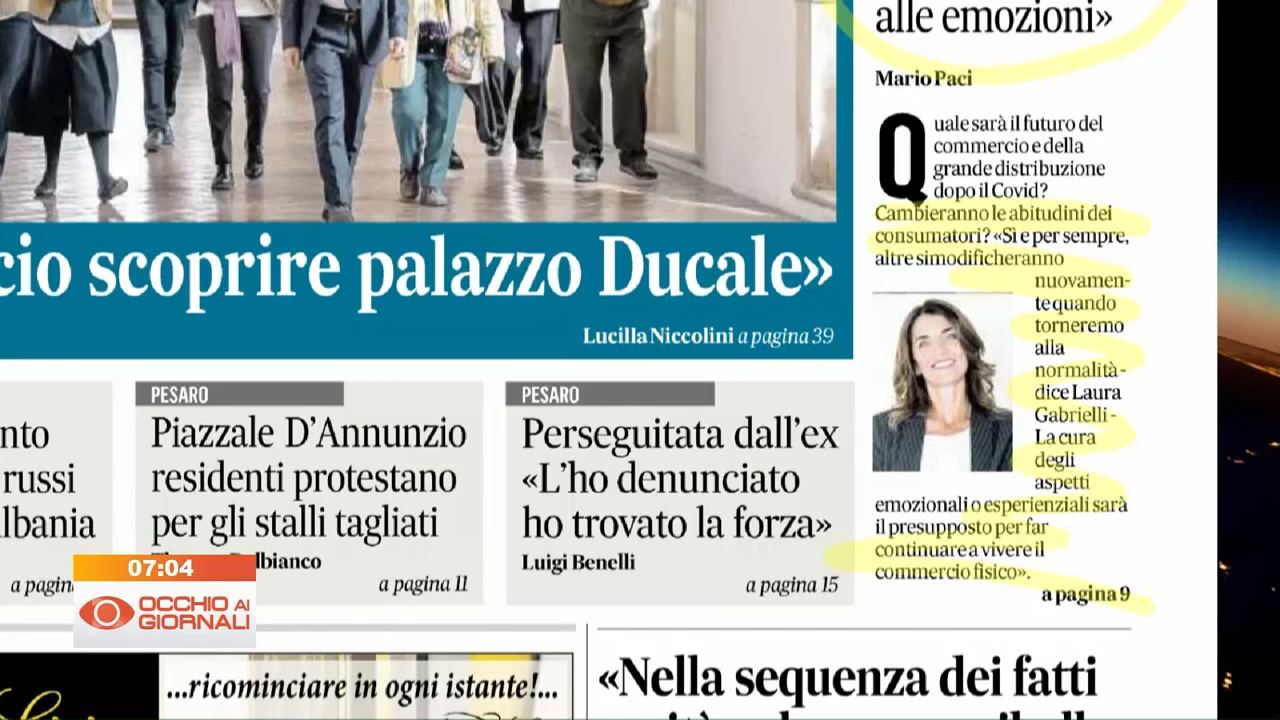 alle emozioni»
Mario Paci
Quale sarà il futuro del
commercio e della
grande distribuzione
dopo il Covid?
Cambieranno le abitudini dei
consumatori? «Sì e per sempre,
altre simodificheranno
nuovamen-
te quando
torneremo
alla
normalità -
dice Laura
Gabrielli -
La cura
degli
aspetti
emozionali o esperienziali sarà
il presupposto per far
continuare a vivere il
commercio fisico».
a pagina 9
cio scoprire palazzo Ducale»
Lucilla Niccolini a pagina 39
nto
russi
lbania
a pagin
PESARO
Piazzale D'Annunzio
residenti protestano
per gli stalli tagliati
lbianco
a pagina 11
PESARO
Perseguitata dall'ex
«L'ho denunciato
ho trovato la forza»
Luigi Benelli
a pagina 15
07:04
OCCHIO AI
GIORNALI
...ricominciare in ogni istante!...
«Nella sequenza dei fatti